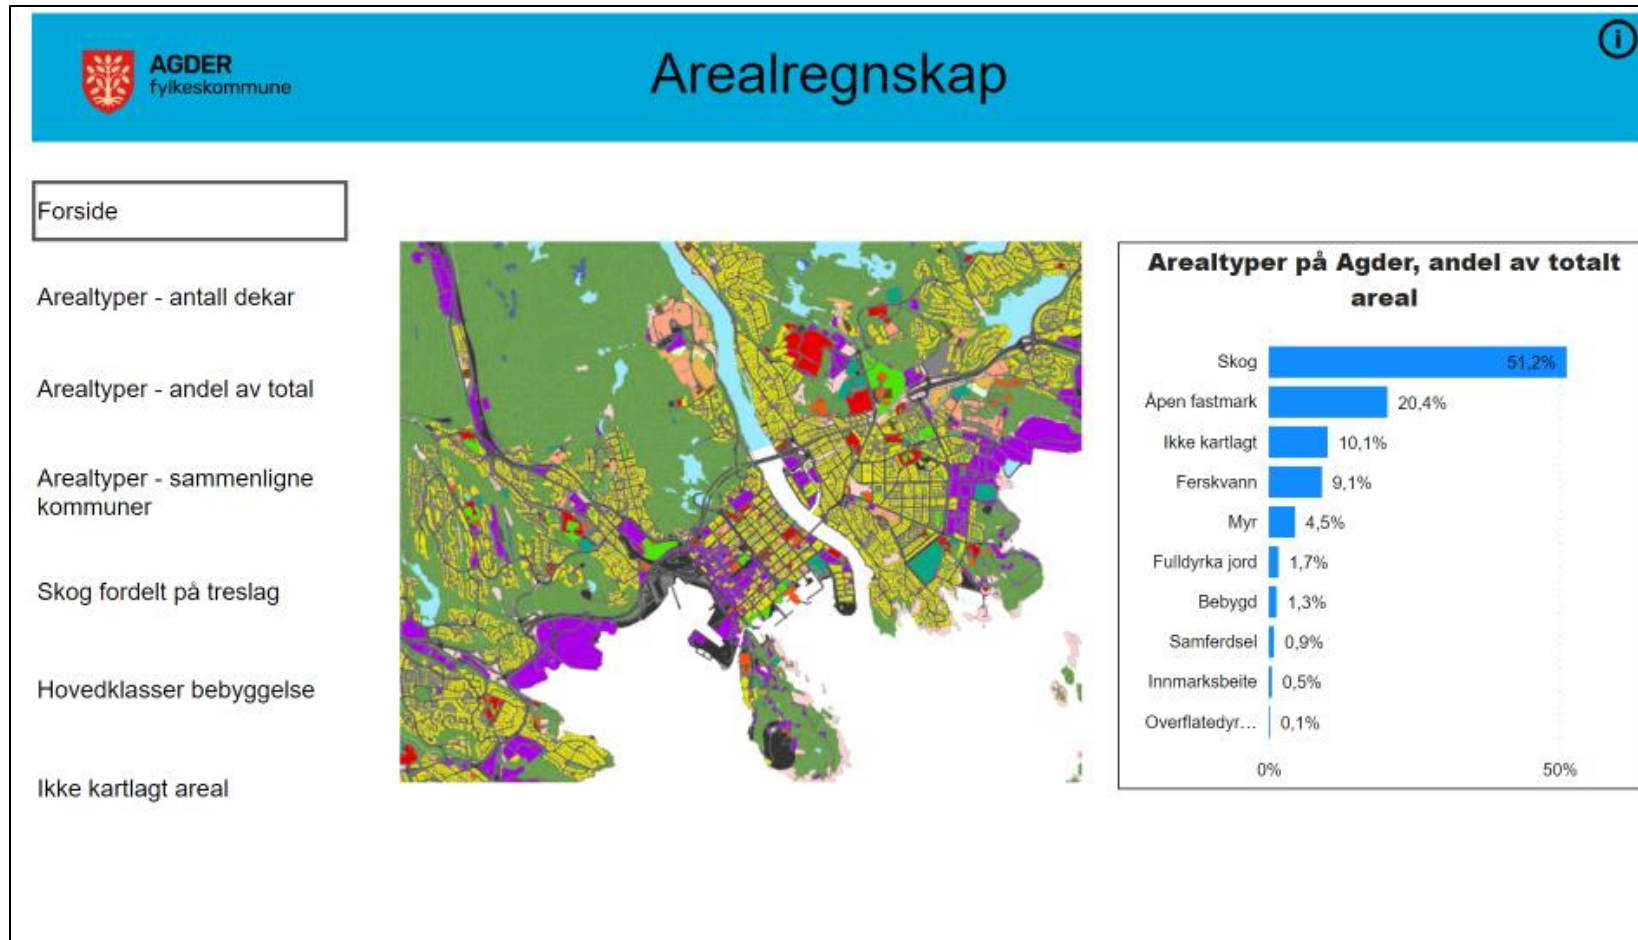 AGDER
fylkeskommune
Arealregnskap
i
Forside
Arealtyper - antall dekar
Arealtyper - andel av total
Arealtyper - sammenligne
kommuner
Skog fordelt på treslag
Hovedklasser bebyggelse
Ikke kartlagt areal
Arealtyper på Agder, andel av totalt
areal
Skog 51,2%
Åpen fastmark 20,4%
Ikke kartlagt 10,1%
Ferskvann 9,1%
Myr 4,5%
Fulldyrka jord 1,7%
Bebygd 1,3%
Samferdsel 0,9%
Innmarksbeite 0,5%
Overflatedyr... 0,1%
0% 50%